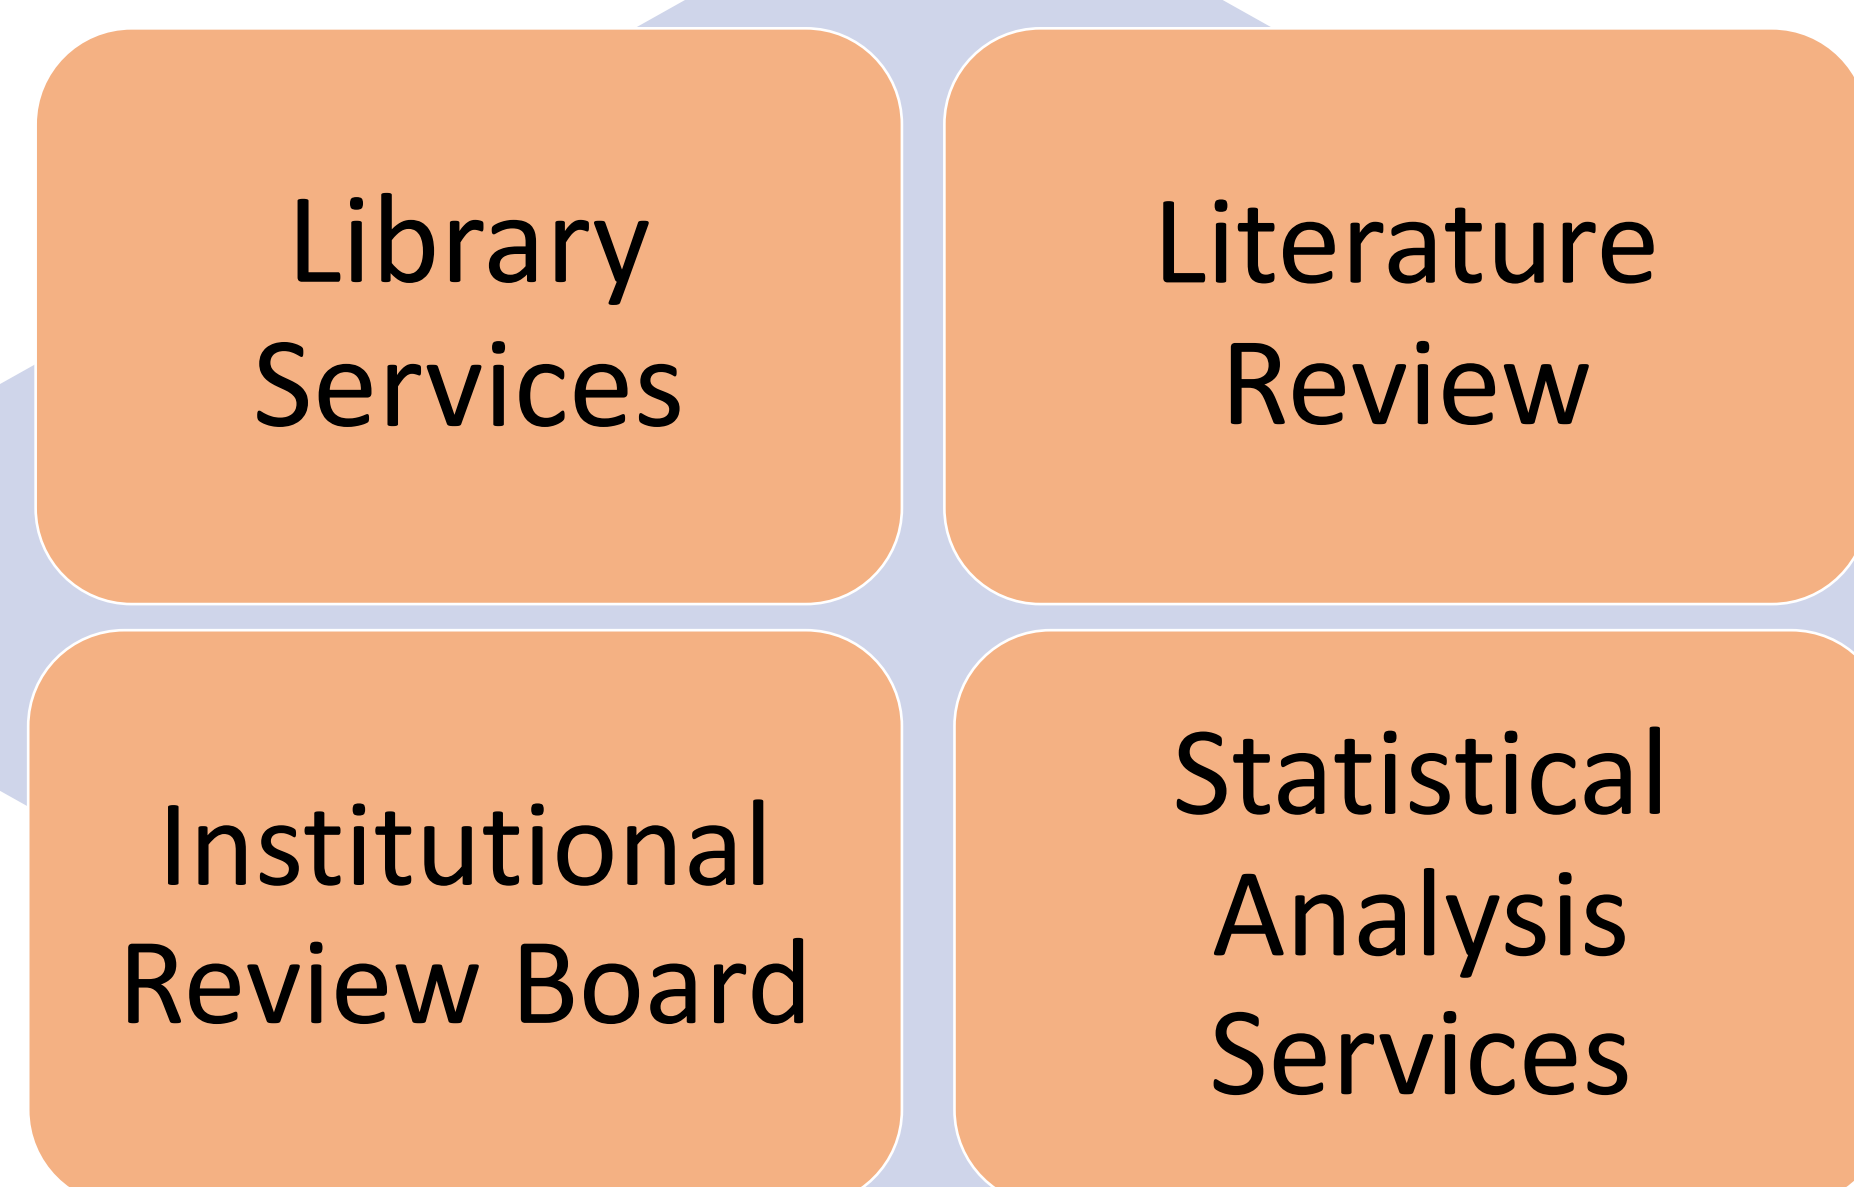 Library
Services
Literature
Review
Institutional
Review Board
Statistical
Analysis
Services